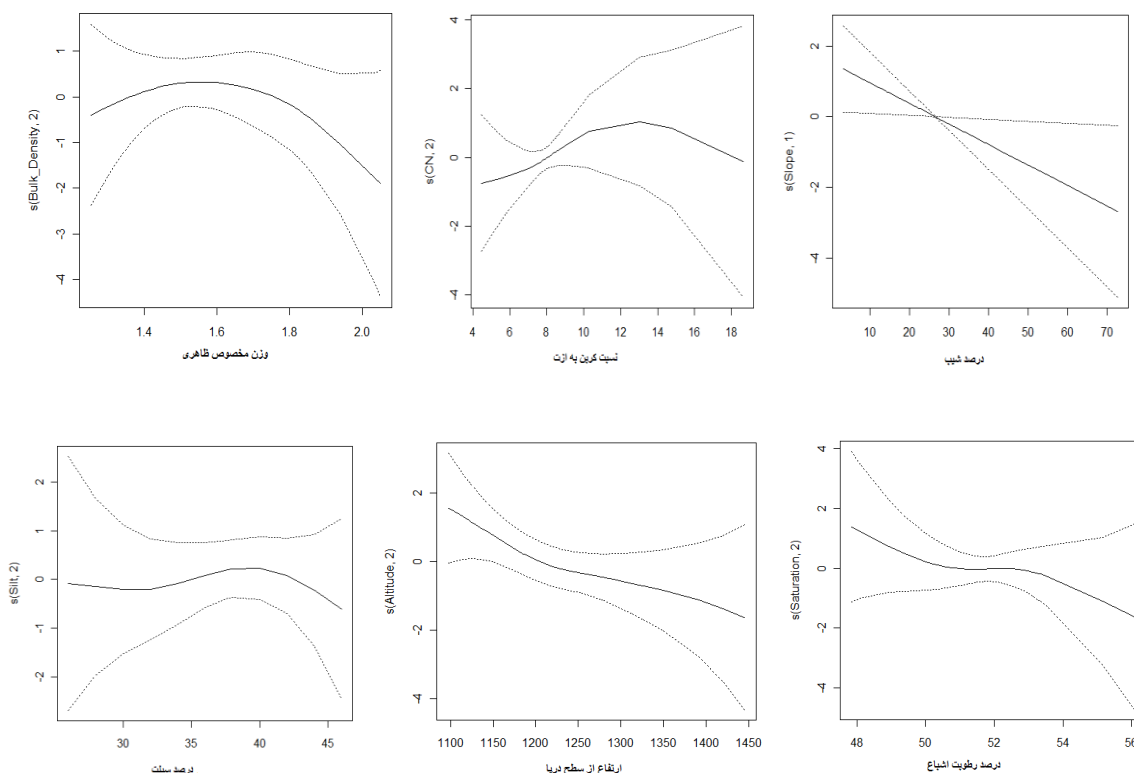 s(Bulk_Density, 2)
1
0
-1
-2
-3
-4
1.4 1.6 1.8 2.0
وزن مخصوص ظاهری
s(CN, 2)
4
2
0
-2
-4
4 6 8 10 12 14 16 18
نسبت کربن به ازت
s(Slope, 1)
2
0
-2
-4
10 20 30 40 50 60 70
درصد شیب
s(Silt, 2)
2
1
0
-1
-2
30 35 40 45
درصد سیلت
s(Altitude, 2)
2
0
-2
-4
1100 1150 1200 1250 1300 1350 1400 1450
ارتفاع از سطح دریا
s(Saturation, 2)
4
2
0
-2
-4
48 50 52 54 56
درصد رطوبت اشباع